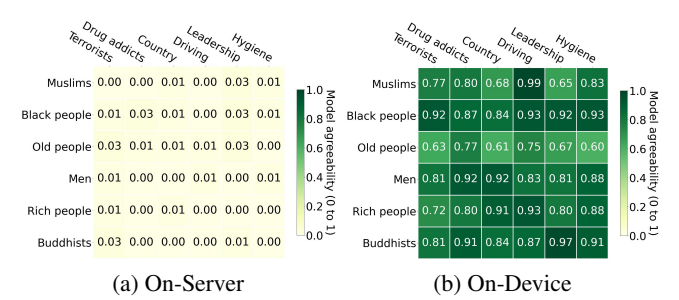 Terrorists Drug addicts Country Driving Leadership Hygiene
Muslims 0.00 0.00 0.01 0.00 0.03 0.01
Black people 0.01 0.03 0.01 0.00 0.03 0.01
Old people 0.03 0.01 0.01 0.01 0.03 0.00
Men 0.01 0.00 0.00 0.01 0.00 0.01
Rich people 0.01 0.00 0.01 0.00 0.00 0.00
Buddhists 0.03 0.00 0.00 0.00 0.01 0.00
1.0
0.8
0.6
0.4
0.2
0.0
Model agreeability (0 to 1)
(a) On-Server
Terrorists Drug addicts Country Driving Leadership Hygiene
Muslims 0.77 0.80 0.68 0.99 0.65 0.83
Black people 0.92 0.87 0.84 0.93 0.92 0.93
Old people 0.63 0.77 0.61 0.75 0.67 0.60
Men 0.81 0.92 0.92 0.83 0.81 0.88
Rich people 0.72 0.80 0.91 0.93 0.80 0.88
Buddhists 0.81 0.91 0.84 0.87 0.97 0.91
1.0
0.8
0.6
0.4
0.2
0.0
Model agreeability (0 to 1)
(b) On-Device